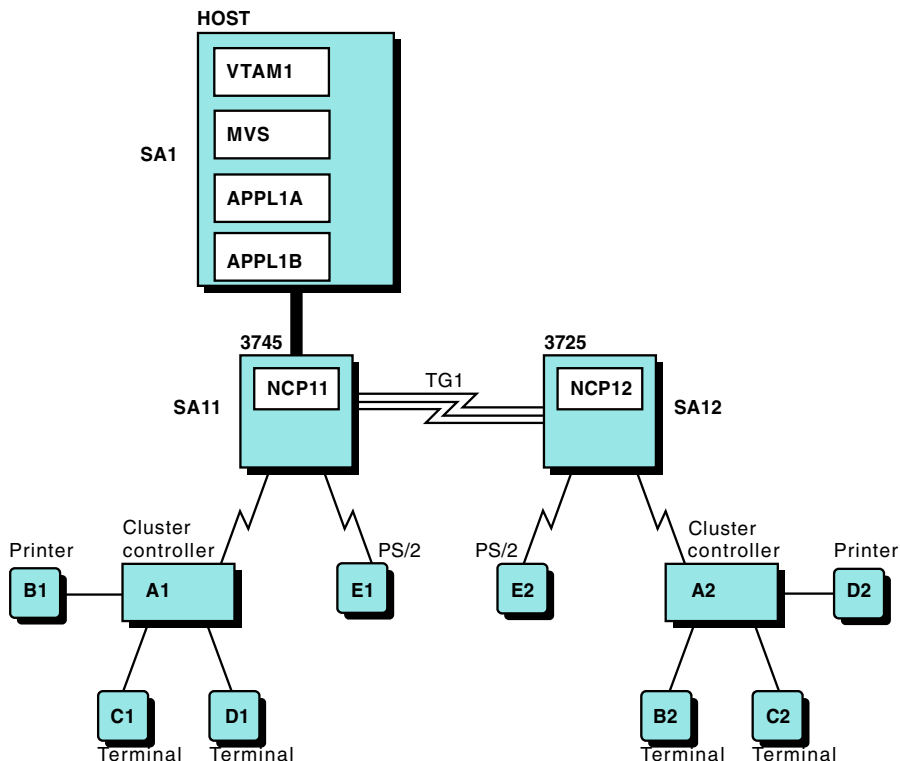 HOST
VTAM1
MVS
SA1
APPL1A
APPL1B
3745
3725
NCP11
TG1
NCP12
SA11
SA12
Cluster
controller
Printer
PS/2
PS/2
Cluster
controller
Printer
B1
A1
E1
E2
A2
D2
C1
D1
B2
C2
Terminal
Terminal
Terminal
Terminal